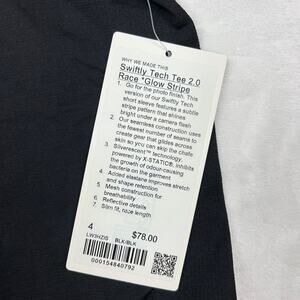 WHY WE MADE THIS
Swiftly Tech Tee 2.0
Race *Glow Stripe
1. Go for the photo finish. This
version of our Swiftly Tech
short sleeve features a subtle
stripe pattern that shines
bright under a camera flash
2. Our seamless construction uses
the fewest number of seams to
create gear that glides across
skin so you can skip the chafe
3. Silverescent™ technology,
powered by X-STATIC®, inhibits
the growth of odour-causing
bacteria on the garment
4. Added elastane improves stretch
and shape retention
5. Mesh construction for
breathability
6. Reflective details
7. Slim fit, race length
4 $78.00
LW3HZIS BLK/BLK
000154840792